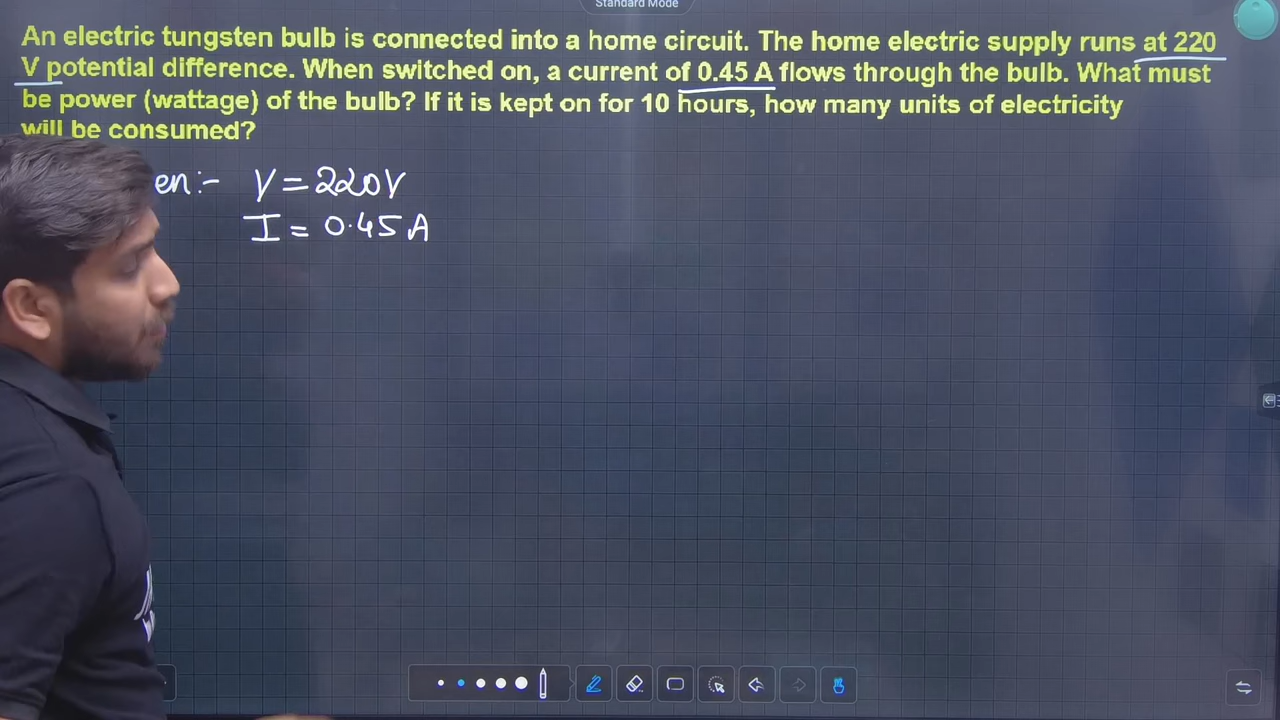 Standard Mode
An electric tungsten bulb is connected into a home circuit. The home electric supply runs at 220
V potential difference. When switched on, a current of 0.45 A flows through the bulb. What must
be power (wattage) of the bulb? If it is kept on for 10 hours, how many units of electricity
will be consumed?
en:- V = 220V
I = 0.45 A